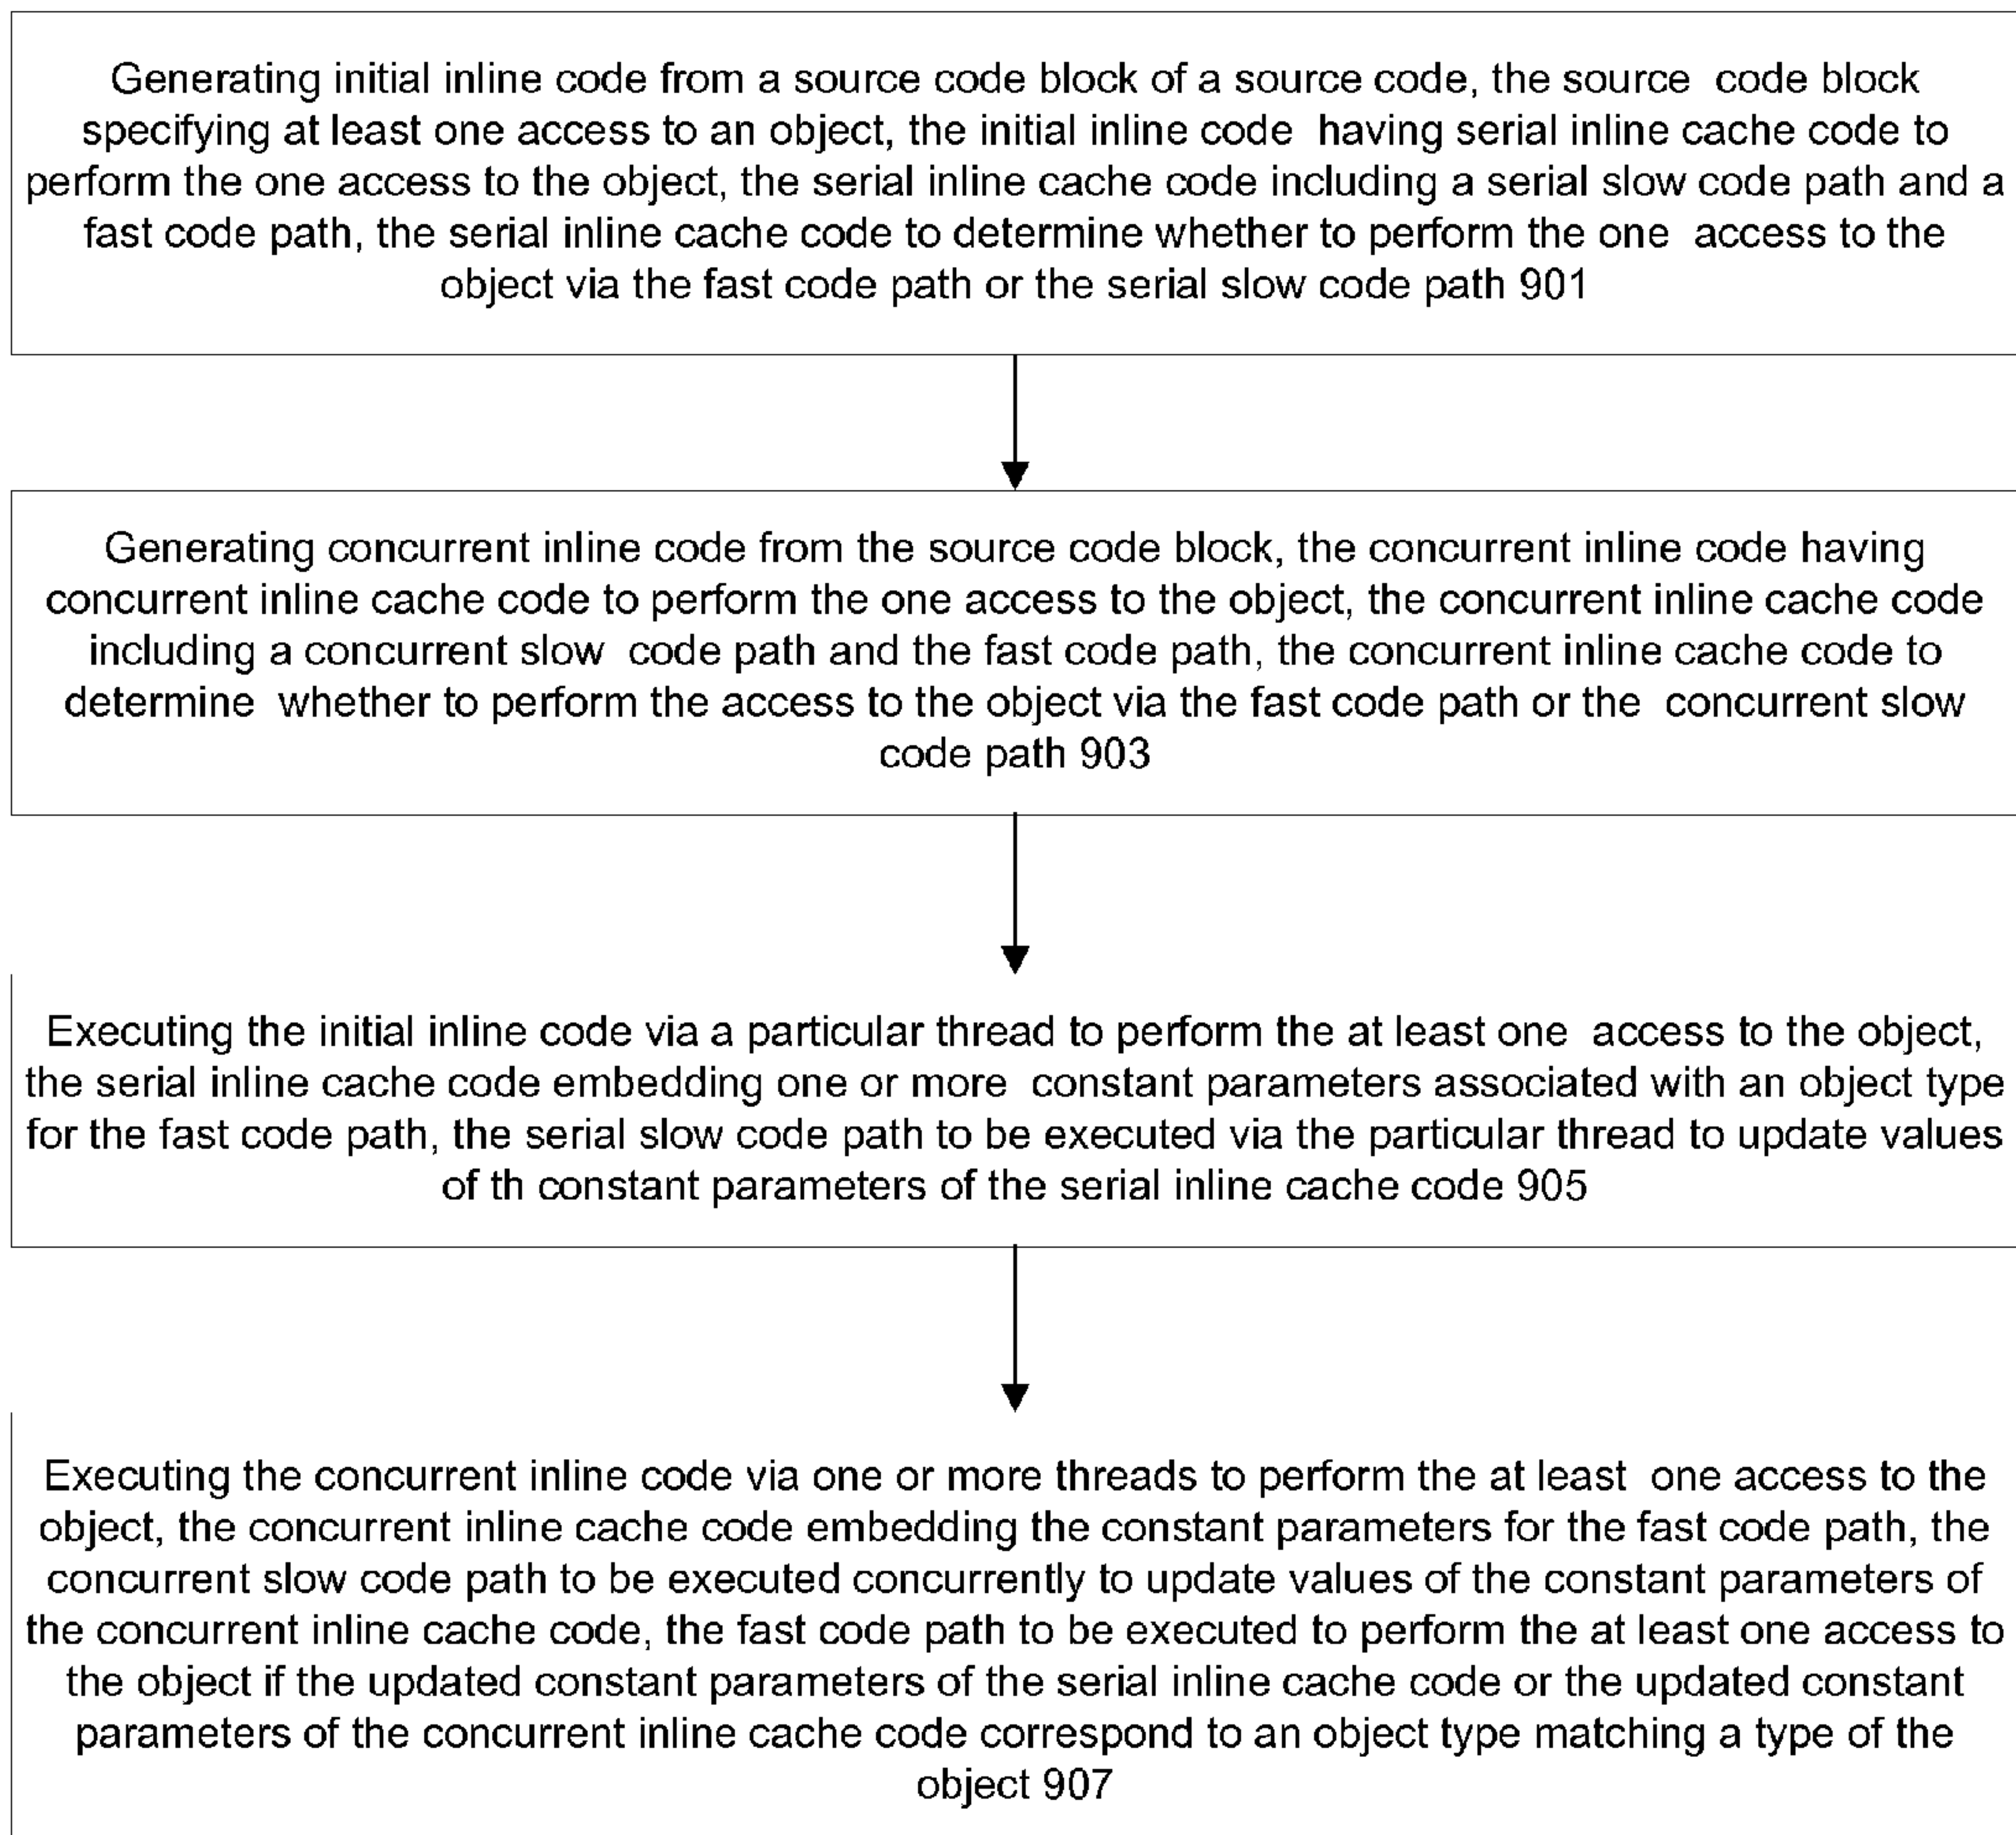 Generating initial inline code from a source code block of a source code, the source code block
specifying at least one access to an object, the initial inline code having serial inline cache code to
perform the one access to the object, the serial inline cache code including a serial slow code path and a
fast code path, the serial inline cache code to determine whether to perform the one access to the
object via the fast code path or the serial slow code path 901
Generating concurrent inline code from the source code block, the concurrent inline code having
concurrent inline cache code to perform the one access to the object, the concurrent inline cache code
including a concurrent slow code path and the fast code path, the concurrent inline cache code to
determine whether to perform the access to the object via the fast code path or the concurrent slow
code path 903
Executing the initial inline code via a particular thread to perform the at least one access to the object,
the serial inline cache code embedding one or more constant parameters associated with an object type
for the fast code path, the serial slow code path to be executed via the particular thread to update values
of th constant parameters of the serial inline cache code 905
Executing the concurrent inline code via one or more threads to perform the at least one access to the
object, the concurrent inline cache code embedding the constant parameters for the fast code path, the
concurrent slow code path to be executed concurrently to update values of the constant parameters of
the concurrent inline cache code, the fast code path to be executed to perform the at least one access to
the object if the updated constant parameters of the serial inline cache code or the updated constant
parameters of the concurrent inline cache code correspond to an object type matching a type of the
object 907